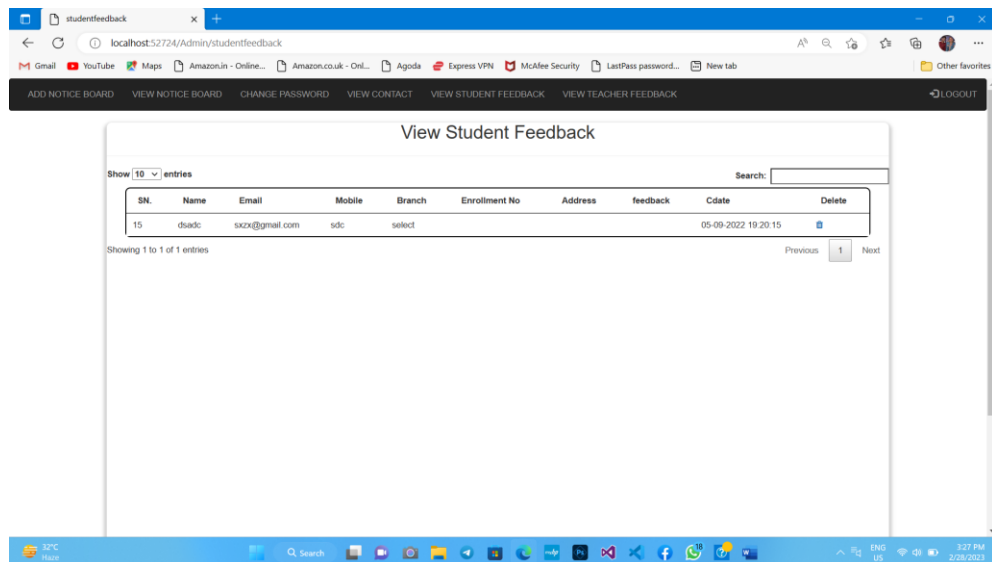 studentfeedback
localhost:52724/Admin/studentfeedback
Gmail YouTube Maps Amazon.in - Online... Amazon.co.uk - Onl... Agoda Express VPN McAfee Security LastPass password... New tab Other favorites
ADD NOTICE BOARD VIEW NOTICE BOARD CHANGE PASSWORD VIEW CONTACT VIEW STUDENT FEEDBACK VIEW TEACHER FEEDBACK LOGOUT
View Student Feedback
Show 10 entries Search:
SN. Name Email Mobile Branch Enrollment No Address feedback Cdate Delete
15 dsadc sxzx@gmail.com sdc select 05-09-2022 19:20:15
Showing 1 to 1 of 1 entries Previous 1 Next
32°C Search ENG 3:27 PM
Haze US 2/28/2023